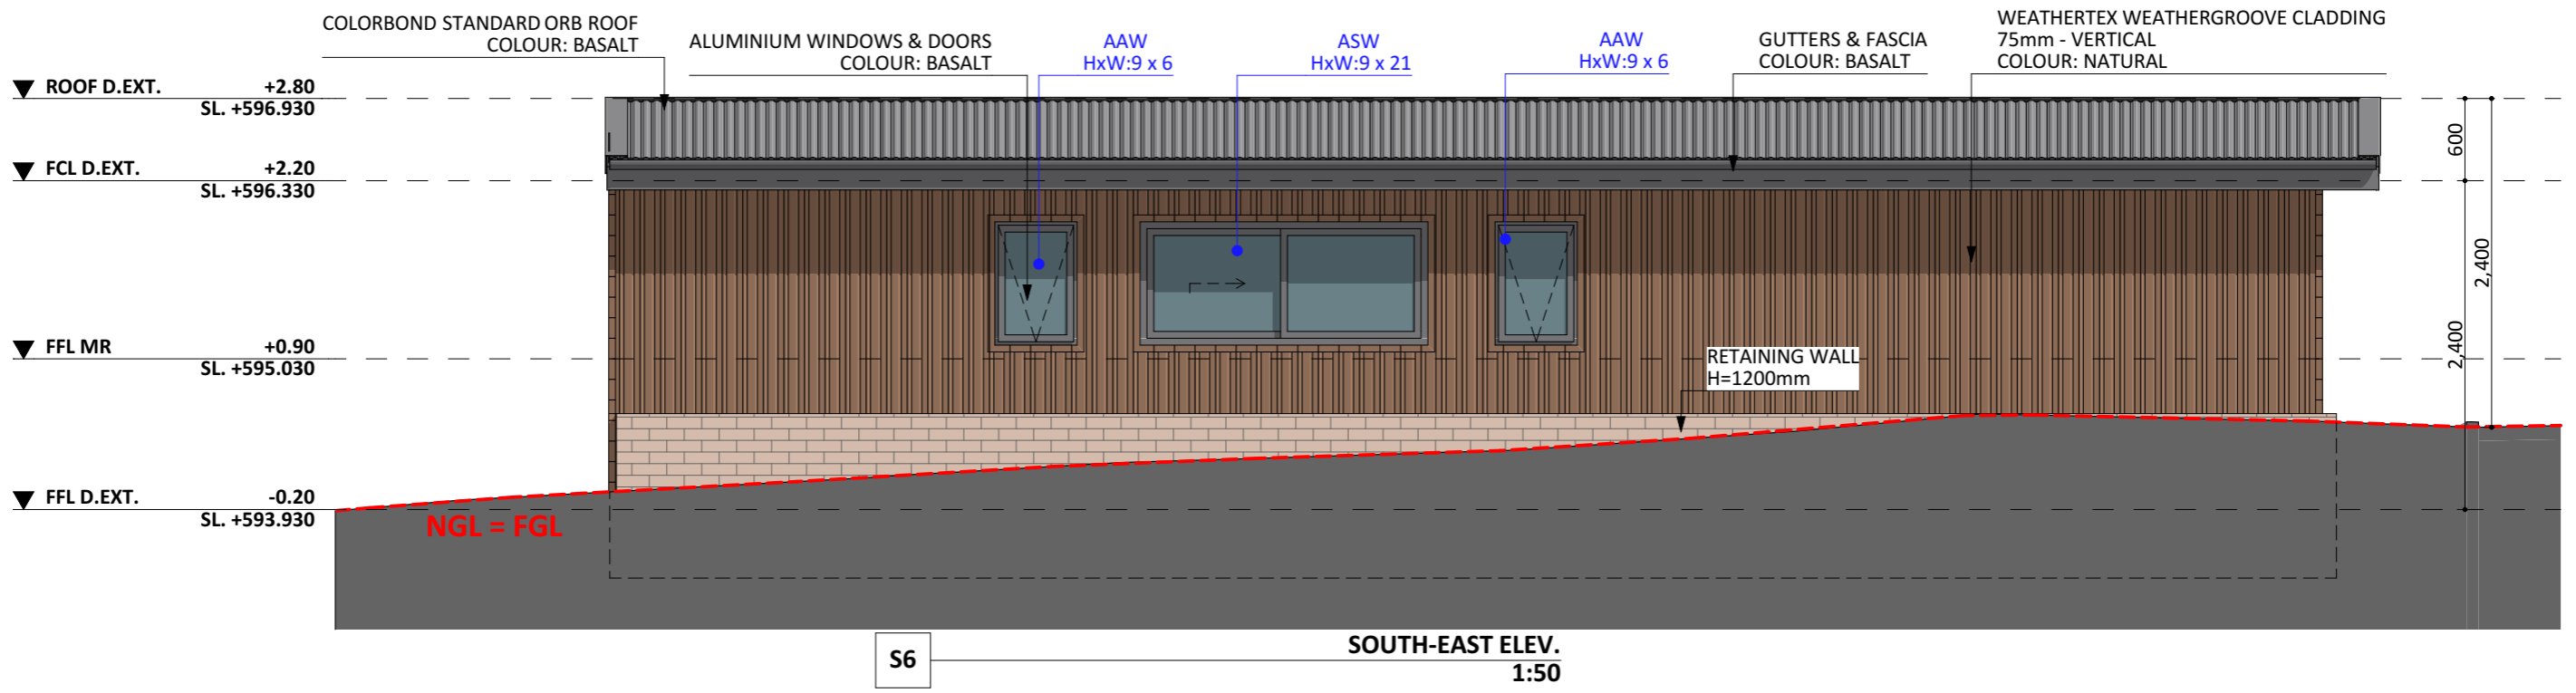 COLORBOND STANDARD ORB ROOF
COLOUR: BASALT
ALUMINIUM WINDOWS & DOORS
COLOUR: BASALT
AAW
HxW:9 x 6
ASW
HxW:9 x 21
AAW
HxW:9 x 6
GUTTERS & FASCIA
COLOUR: BASALT
WEATHERTEX WEATHERGROOVE CLADDING
75mm - VERTICAL
COLOUR: NATURAL
ROOF D.EXT. +2.80
SL. +596.930
FCL D.EXT. +2.20
SL. +596.330
FFL MR +0.90
SL. +595.030
FFL D.EXT. -0.20
SL. +593.930
600
2,400
2,400
RETAINING WALL
H=1200mm
NGL = FGL
S6
SOUTH-EAST ELEV.
1:50